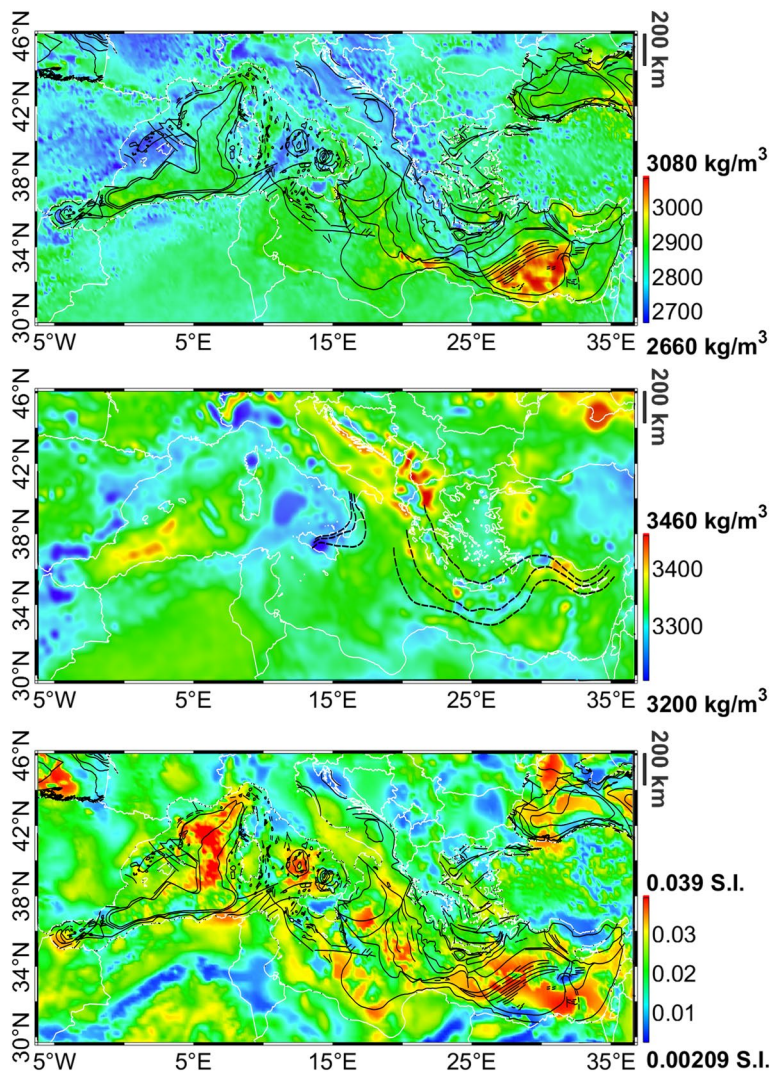 46°N
42°N
38°N
34°N
30°N
5°W
5°E
15°E
25°E
35°E
200 km
3080 kg/m³
3000
2900
2800
2700
2660 kg/m³
46°N
42°N
38°N
34°N
30°N
5°W
5°E
15°E
25°E
35°E
200 km
3460 kg/m³
3400
3300
3200 kg/m³
46°N
42°N
38°N
34°N
30°N
5°W
5°E
15°E
25°E
35°E
200 km
0.039 S.I.
0.03
0.02
0.01
0.00209 S.I.